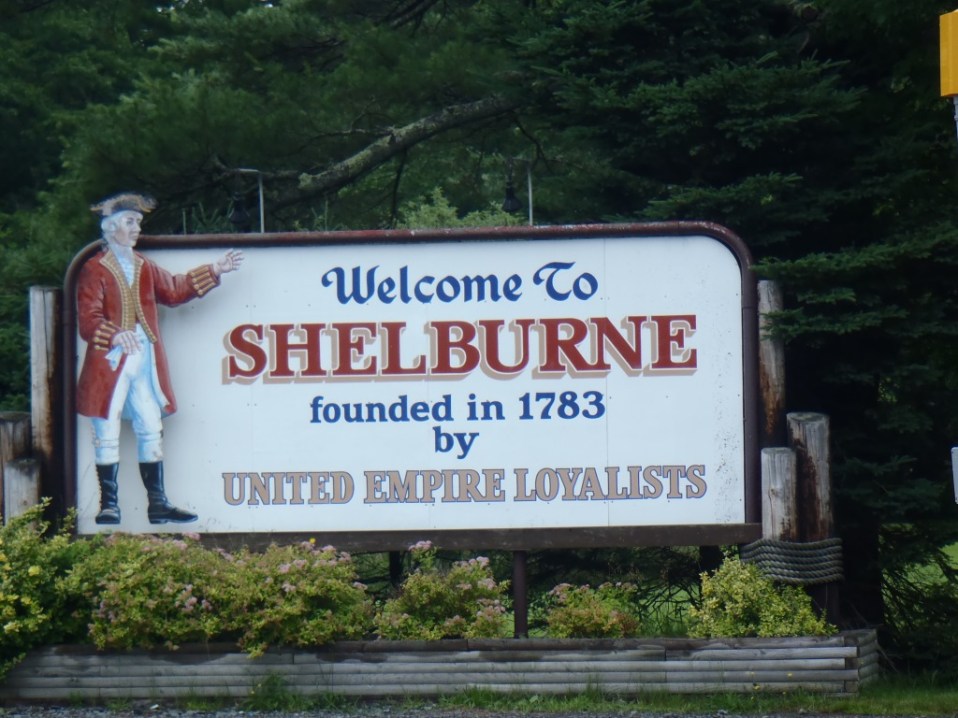 Welcome To
SHELBURNE
founded in 1783
by
UNITED EMPIRE LOYALISTS